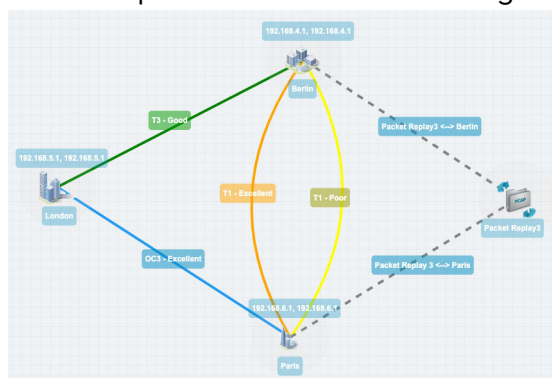 192.168.4.1, 192.168.4.1
Berlin
T3 - Good
Packet Replay3 <--> Berlin
192.168.5.1, 192.168.5.1
London
T1 - Excellent
T1 - Poor
PCAP
Packet Replay3
OC3 - Excellent
Packet Replay 3 <--> Paris
192.168.6.1, 192.168.6.1
Paris